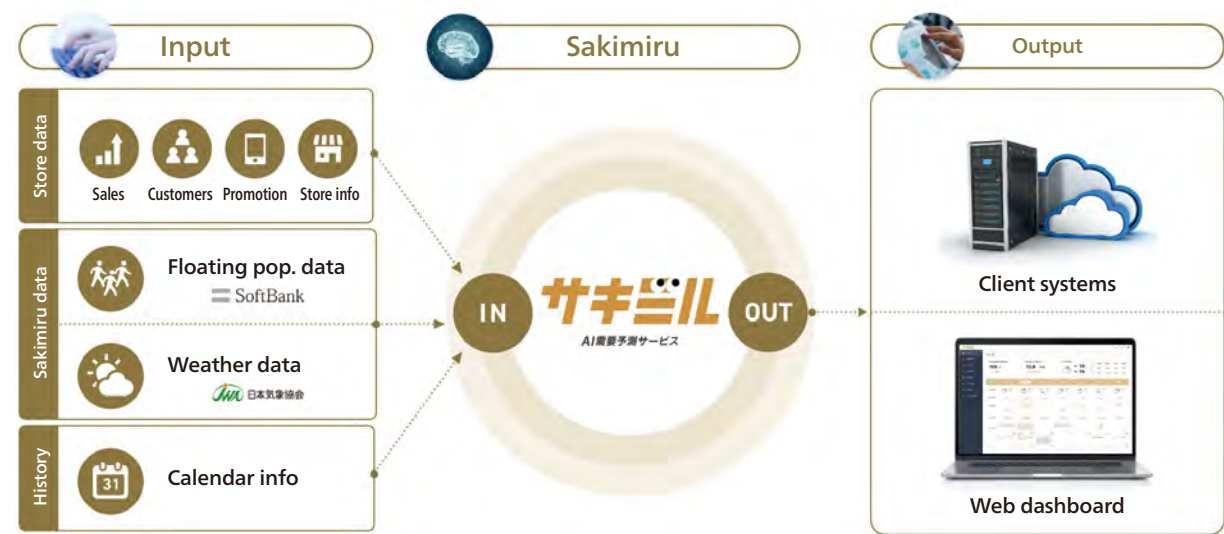 Input
Sakimiru
Output
Store data
Sales
Customers
Promotion
Store info
Sakimiru data
Floating pop. data
SoftBank
Weather data
JWA 日本気象協会
History
31
Calendar info
IN
サキミル
AI需要予測サービス
OUT
Client systems
Web dashboard